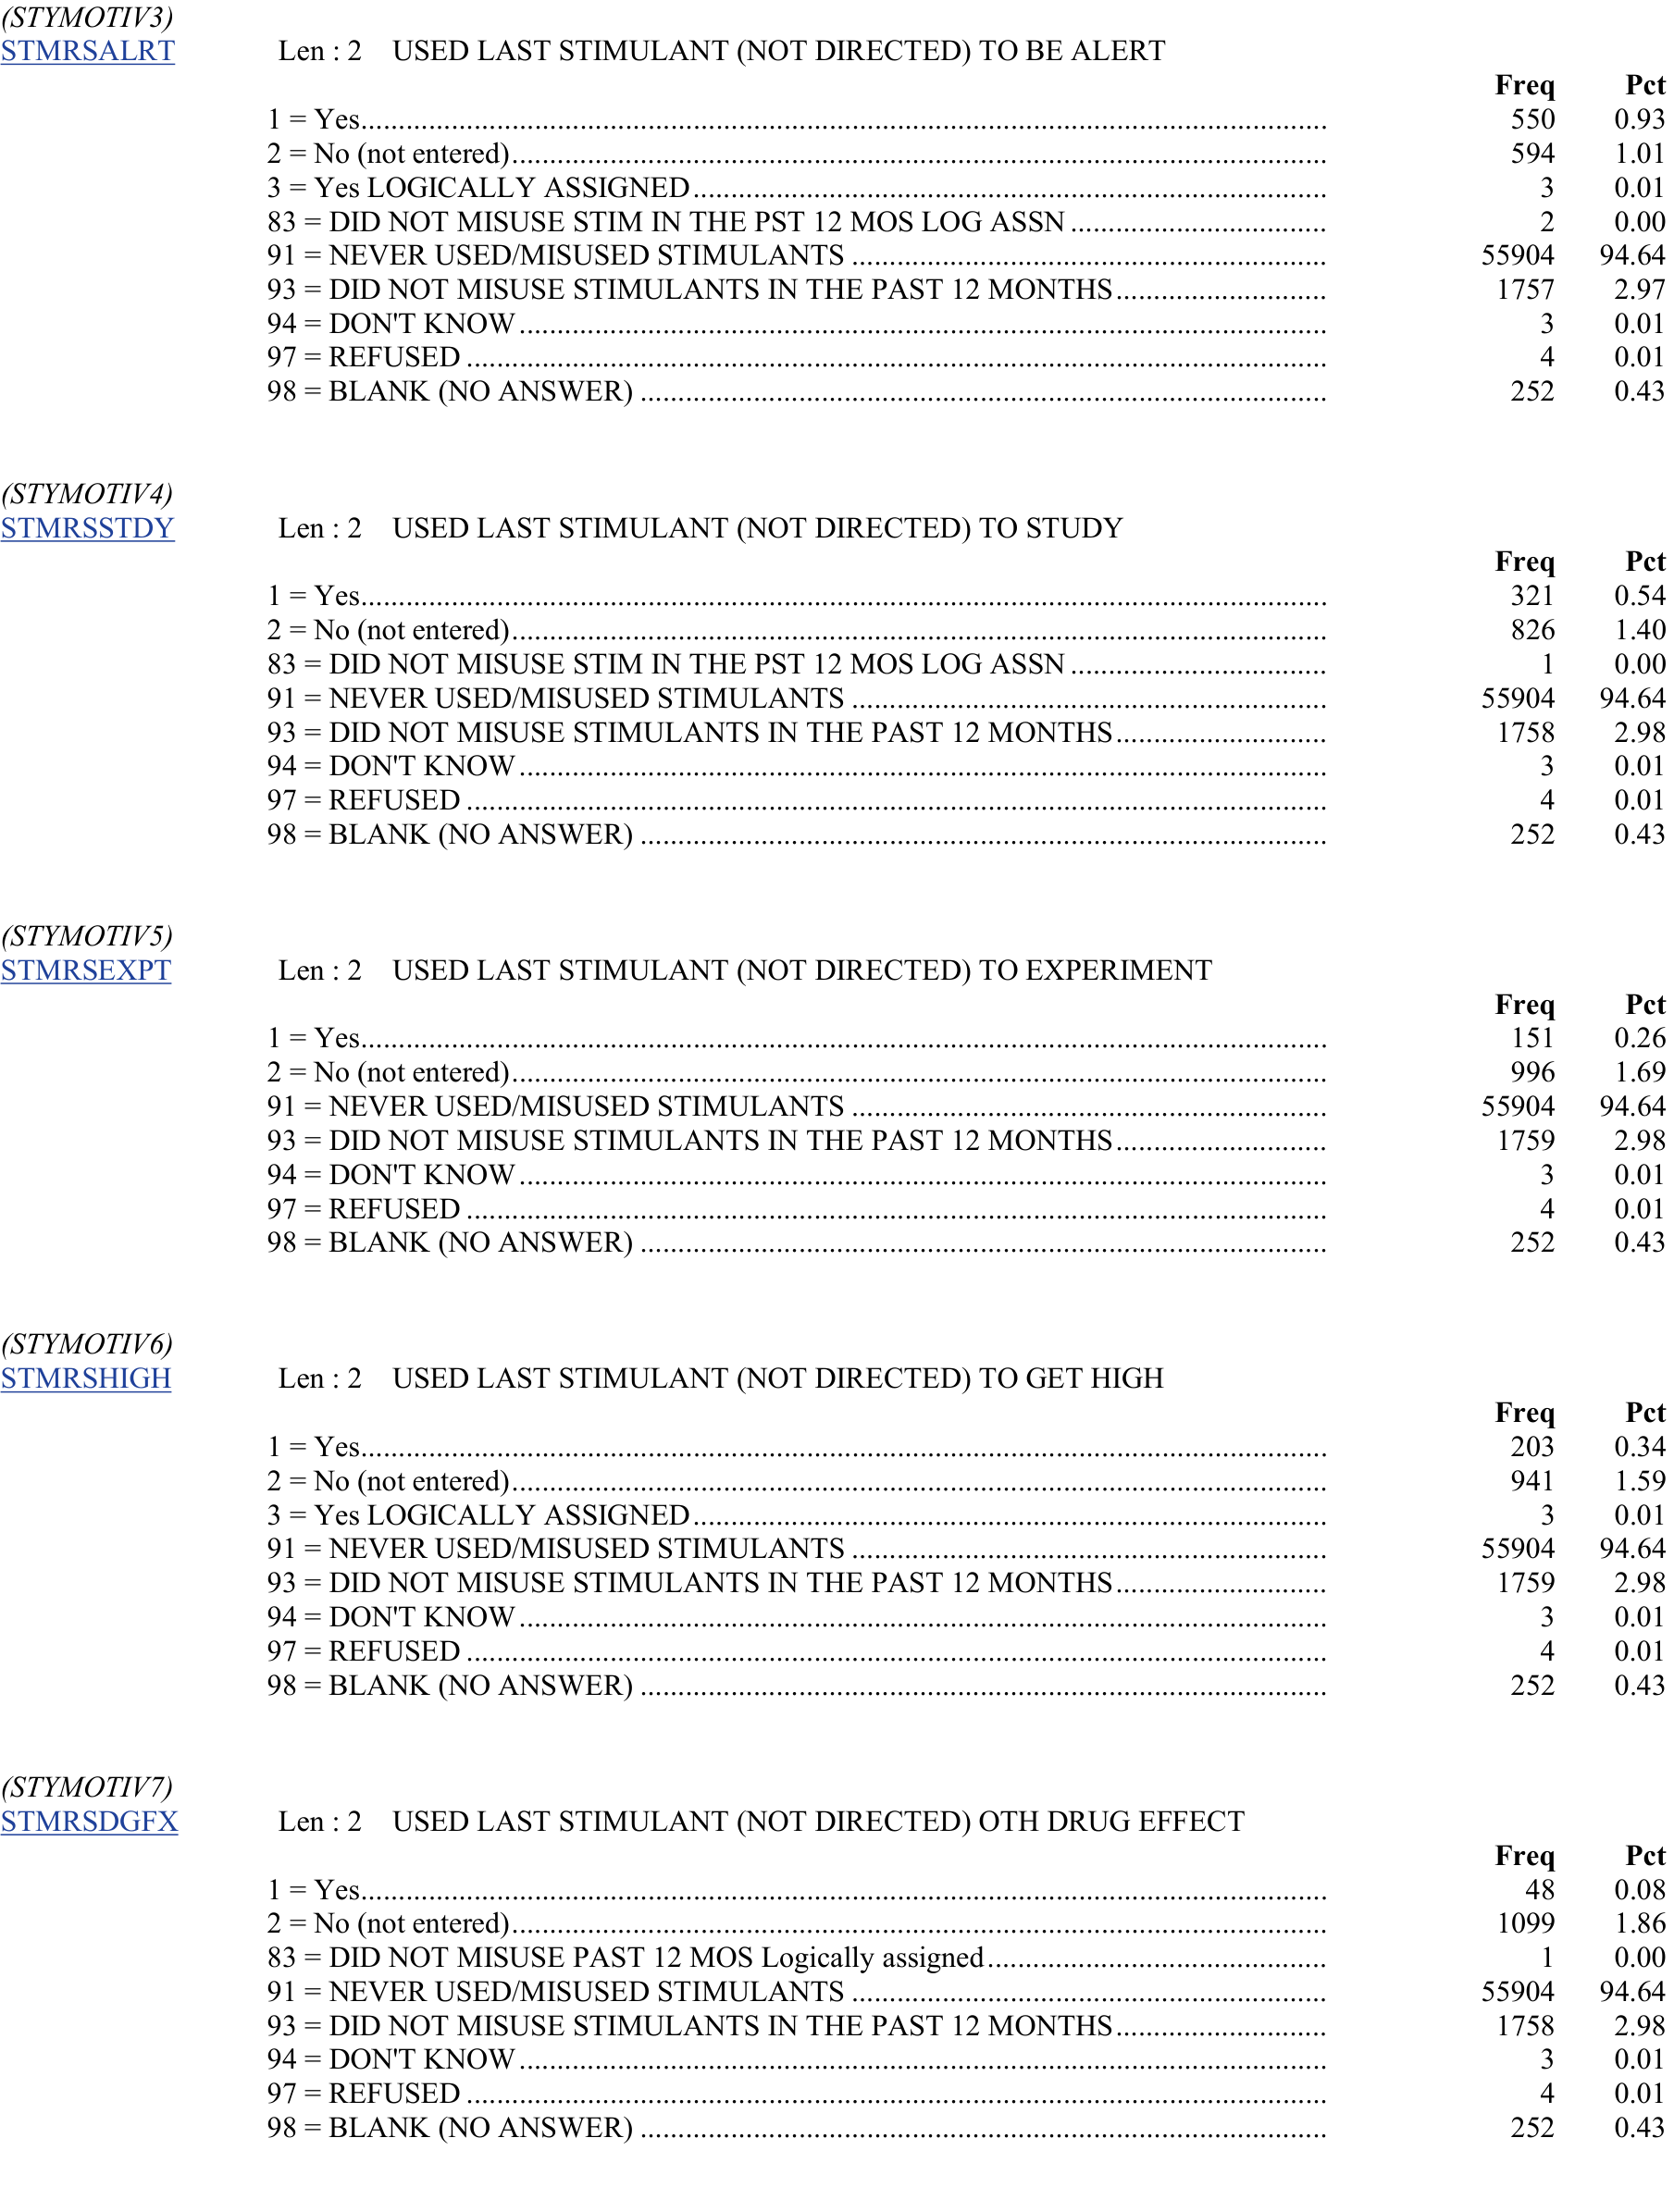 (STYMOTIV3)
STMRSALRT Len : 2 USED LAST STIMULANT (NOT DIRECTED) TO BE ALERT
Freq Pct
1 = Yes 550 0.93
2 = No (not entered) 594 1.01
3 = Yes LOGICALLY ASSIGNED 3 0.01
83 = DID NOT MISUSE STIM IN THE PST 12 MOS LOG ASSN 2 0.00
91 = NEVER USED/MISUSED STIMULANTS 55904 94.64
93 = DID NOT MISUSE STIMULANTS IN THE PAST 12 MONTHS 1757 2.97
94 = DON'T KNOW 3 0.01
97 = REFUSED 4 0.01
98 = BLANK (NO ANSWER) 252 0.43
(STYMOTIV4)
STMRSSTDY Len : 2 USED LAST STIMULANT (NOT DIRECTED) TO STUDY
Freq Pct
1 = Yes 321 0.54
2 = No (not entered) 826 1.40
83 = DID NOT MISUSE STIM IN THE PST 12 MOS LOG ASSN 1 0.00
91 = NEVER USED/MISUSED STIMULANTS 55904 94.64
93 = DID NOT MISUSE STIMULANTS IN THE PAST 12 MONTHS 1758 2.98
94 = DON'T KNOW 3 0.01
97 = REFUSED 4 0.01
98 = BLANK (NO ANSWER) 252 0.43
(STYMOTIV5)
STMRSEXPT Len : 2 USED LAST STIMULANT (NOT DIRECTED) TO EXPERIMENT
Freq Pct
1 = Yes 151 0.26
2 = No (not entered) 996 1.69
91 = NEVER USED/MISUSED STIMULANTS 55904 94.64
93 = DID NOT MISUSE STIMULANTS IN THE PAST 12 MONTHS 1759 2.98
94 = DON'T KNOW 3 0.01
97 = REFUSED 4 0.01
98 = BLANK (NO ANSWER) 252 0.43
(STYMOTIV6)
STMRSHIGH Len : 2 USED LAST STIMULANT (NOT DIRECTED) TO GET HIGH
Freq Pct
1 = Yes 203 0.34
2 = No (not entered) 941 1.59
3 = Yes LOGICALLY ASSIGNED 3 0.01
91 = NEVER USED/MISUSED STIMULANTS 55904 94.64
93 = DID NOT MISUSE STIMULANTS IN THE PAST 12 MONTHS 1759 2.98
94 = DON'T KNOW 3 0.01
97 = REFUSED 4 0.01
98 = BLANK (NO ANSWER) 252 0.43
(STYMOTIV7)
STMRSDGFX Len : 2 USED LAST STIMULANT (NOT DIRECTED) OTH DRUG EFFECT
Freq Pct
1 = Yes 48 0.08
2 = No (not entered) 1099 1.86
83 = DID NOT MISUSE PAST 12 MOS Logically assigned 1 0.00
91 = NEVER USED/MISUSED STIMULANTS 55904 94.64
93 = DID NOT MISUSE STIMULANTS IN THE PAST 12 MONTHS 1758 2.98
94 = DON'T KNOW 3 0.01
97 = REFUSED 4 0.01
98 = BLANK (NO ANSWER) 252 0.43